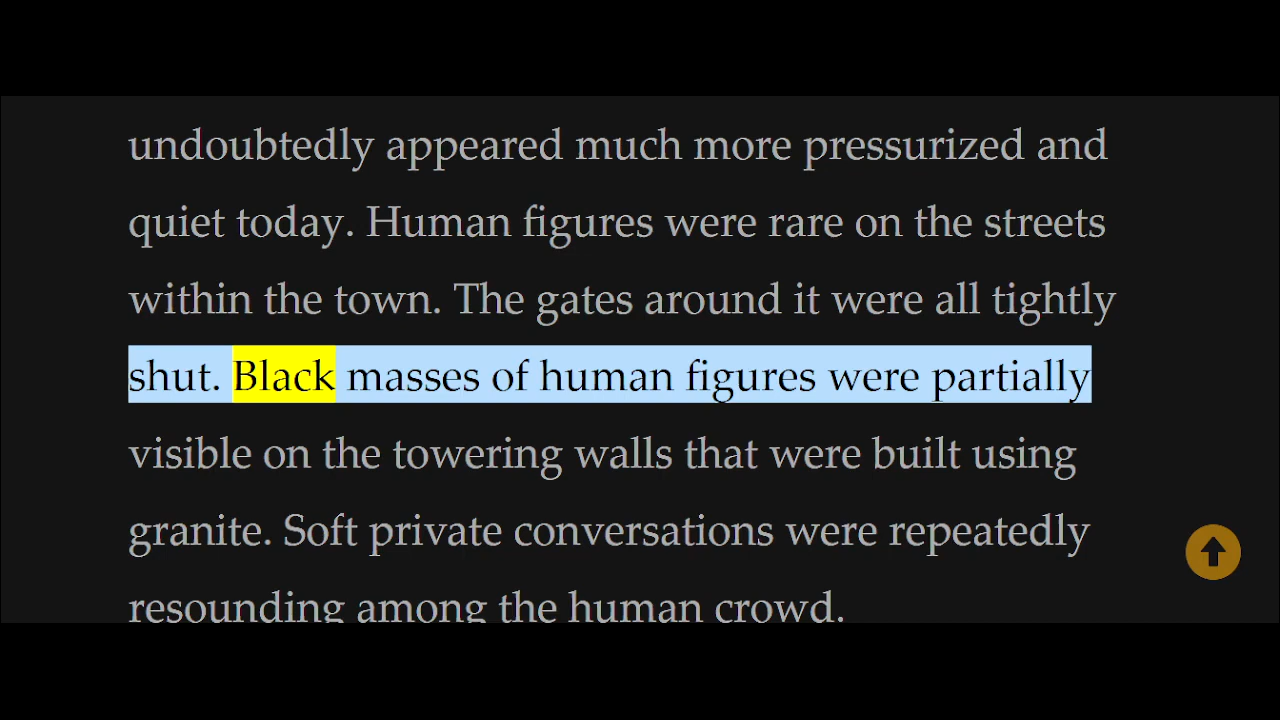 undoubtedly appeared much more pressurized and
quiet today. Human figures were rare on the streets
within the town. The gates around it were all tightly
shut. Black masses of human figures were partially
visible on the towering walls that were built using
granite. Soft private conversations were repeatedly
resounding among the human crowd.